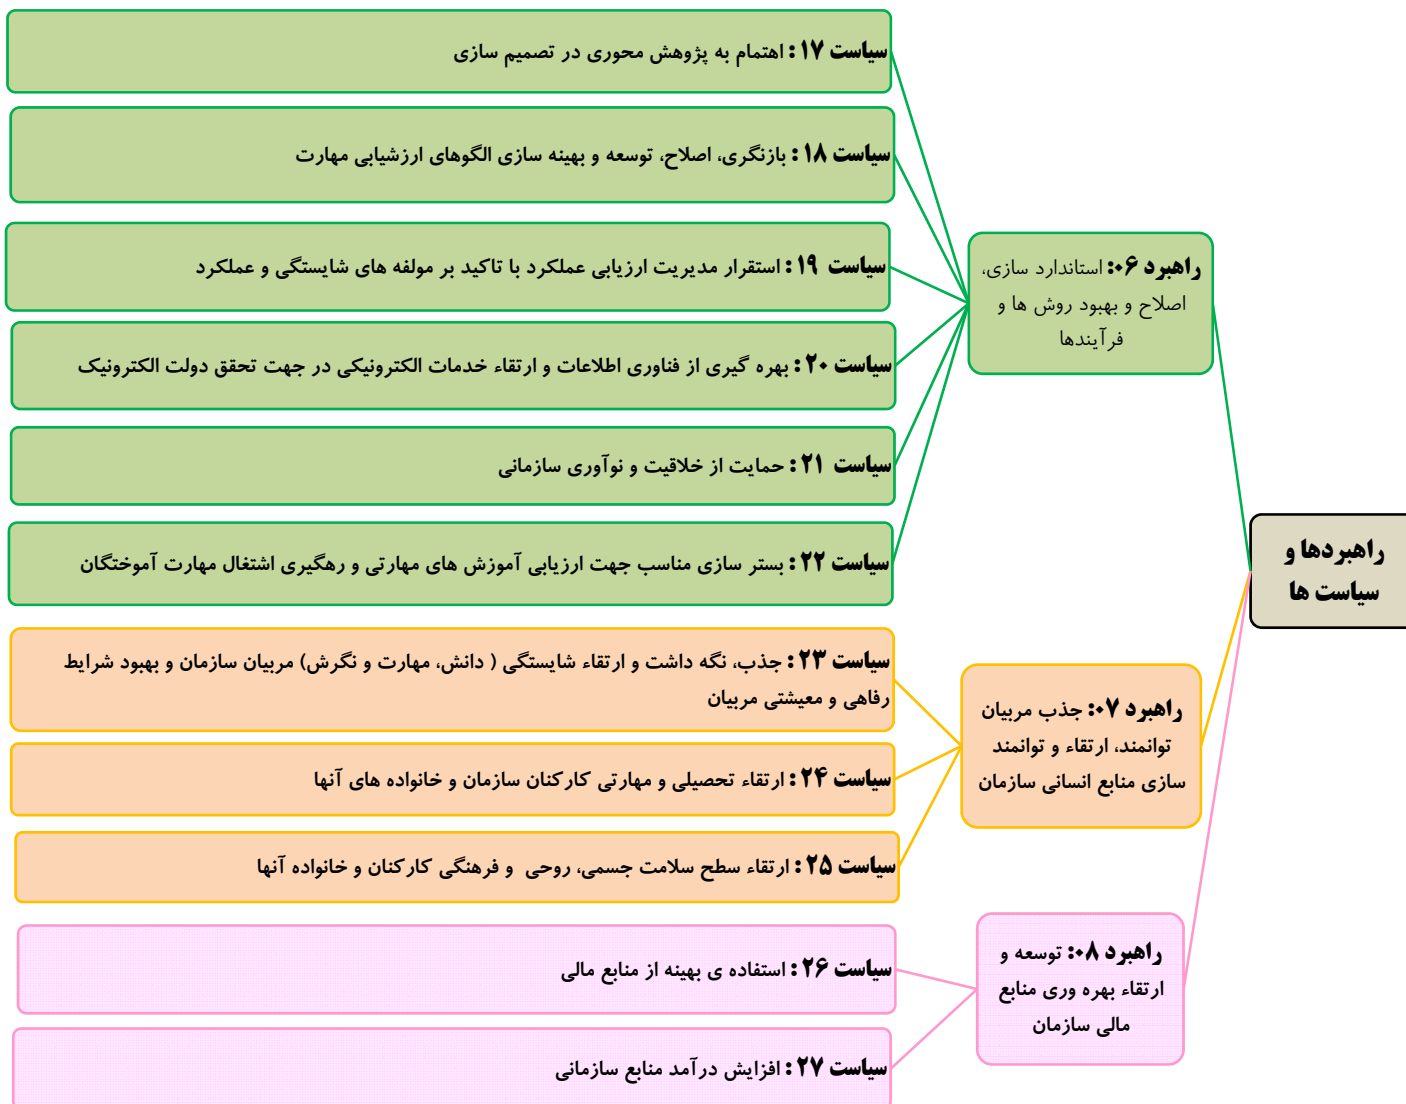 راهبردها و
سیاست ها
راهبرد ۰۶: استاندارد سازی،
اصلاح و بهبود روش ها و
فرآیندها
سیاست ۱۷ : اهتمام به پژوهش محوری در تصمیم سازی
سیاست ۱۸ : بازنگری، اصلاح، توسعه و بهینه سازی الگوهای ارزشیابی مهارت
سیاست ۱۹ : استقرار مدیریت ارزیابی عملکرد با تاکید بر مولفه های شایستگی و عملکرد
سیاست ۲۰ : بهره گیری از فناوری اطلاعات و ارتقاء خدمات الکترونیکی در جهت تحقق دولت الکترونیک
سیاست ۲۱ : حمایت از خلاقیت و نوآوری سازمانی
سیاست ۲۲ : بستر سازی مناسب جهت ارزیابی آموزش های مهارتی و رهگیری اشتغال مهارت آموختگان
راهبرد ۰۷: جذب مربیان
توانمند، ارتقاء و توانمند
سازی منابع انسانی سازمان
سیاست ۲۳ : جذب، نگه داشت و ارتقاء شایستگی ( دانش، مهارت و نگرش) مربیان سازمان و بهبود شرایط
رفاهی و معیشتی مربیان
سیاست ۲۴ : ارتقاء تحصیلی و مهارتی کارکنان سازمان و خانواده های آنها
سیاست ۲۵ : ارتقاء سطح سلامت جسمی، روحی و فرهنگی کارکنان و خانواده آنها
راهبرد ۰۸: توسعه و
ارتقاء بهره وری منابع
مالی سازمان
سیاست ۲۶ : استفاده ی بهینه از منابع مالی
سیاست ۲۷ : افزایش درآمد منابع سازمانی